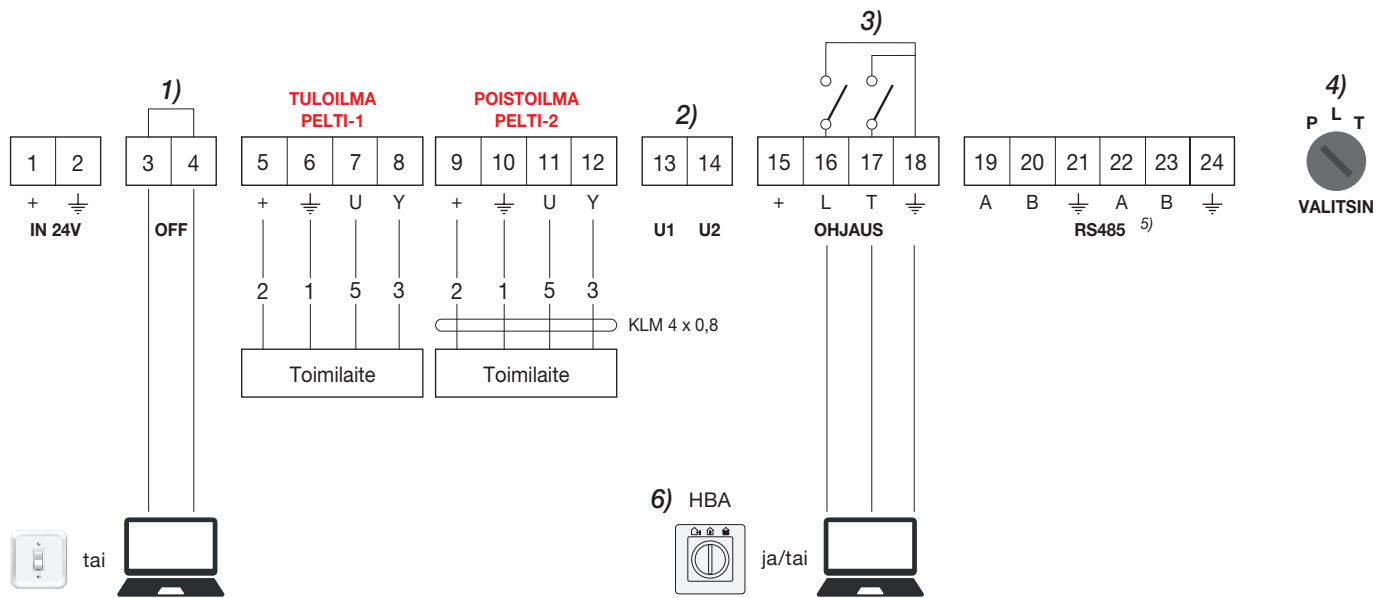 3)
1)
TULOILMA
PELTI-1
POISTOILMA
PELTI-2
2)
4)
P L T
VALITSIN
1 2 3 4 5 6 7 8 9 10 11 12 13 14 15 16 17 18 19 20 21 22 23 24
+ + U Y + U Y + L T A B A B
IN 24V OFF U1 U2 OHJAUS RS485 5)
2 1 5 3 2 1 5 3
KLM 4 x 0,8
Toimilaite Toimilaite
6) HBA
tai
ja/tai